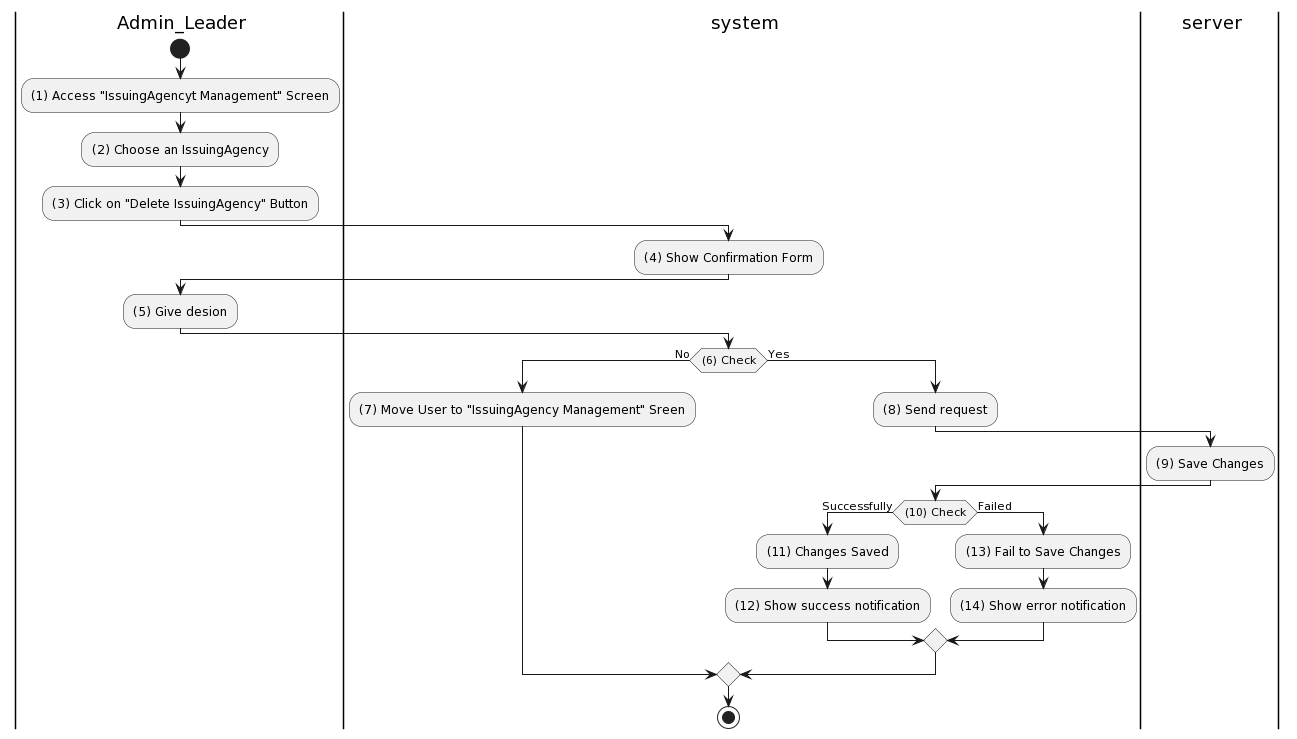 Admin_Leader
system
server
(1) Access "IssuingAgencyt Management" Screen
(2) Choose an IssuingAgency
(3) Click on "Delete IssuingAgency" Button
(4) Show Confirmation Form
(5) Give desion
No
(6) Check
Yes
(7) Move User to "IssuingAgency Management" Sreen
(8) Send request
(9) Save Changes
Successfully
(10) Check
Failed
(11) Changes Saved
(13) Fail to Save Changes
(12) Show success notification
(14) Show error notification